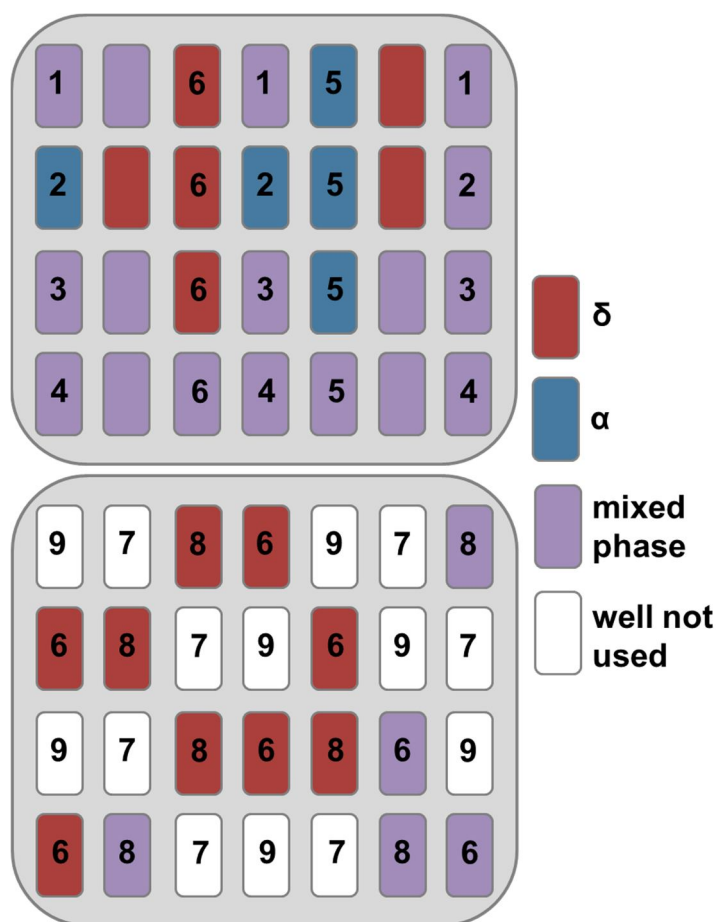 1 6 1 5 1
2 6 2 5 2
3 6 3 5 3
4 6 4 5 4
δ
α
mixed
phase
well not
used
9 7 8 6 9 7 8
6 8 7 9 6 9 7
9 7 8 6 8 6 9
6 8 7 9 7 8 6